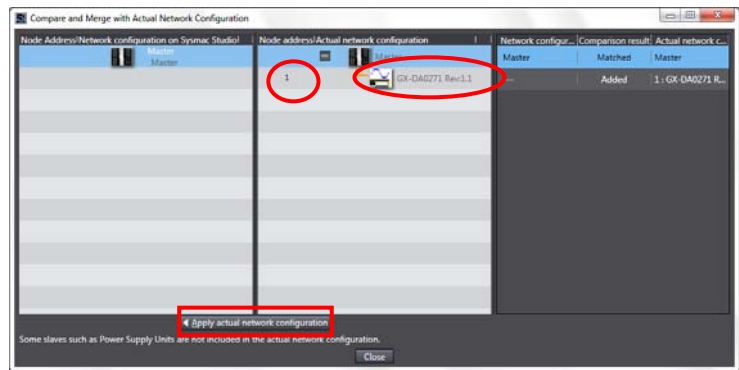 Compare and Merge with Actual Network Configuration
Node Address|Network configuration on Sysmac Studio| Node address|Actual network configuration Network configur... Comparison result Actual network c...
Master
Master Master Master Matched Master
1 GX-DA0271 Rev:1.1 --- Added 1 : GX-DA0271 R...
Apply actual network configuration
Some slaves such as Power Supply Units are not included in the actual network configuration.
Close